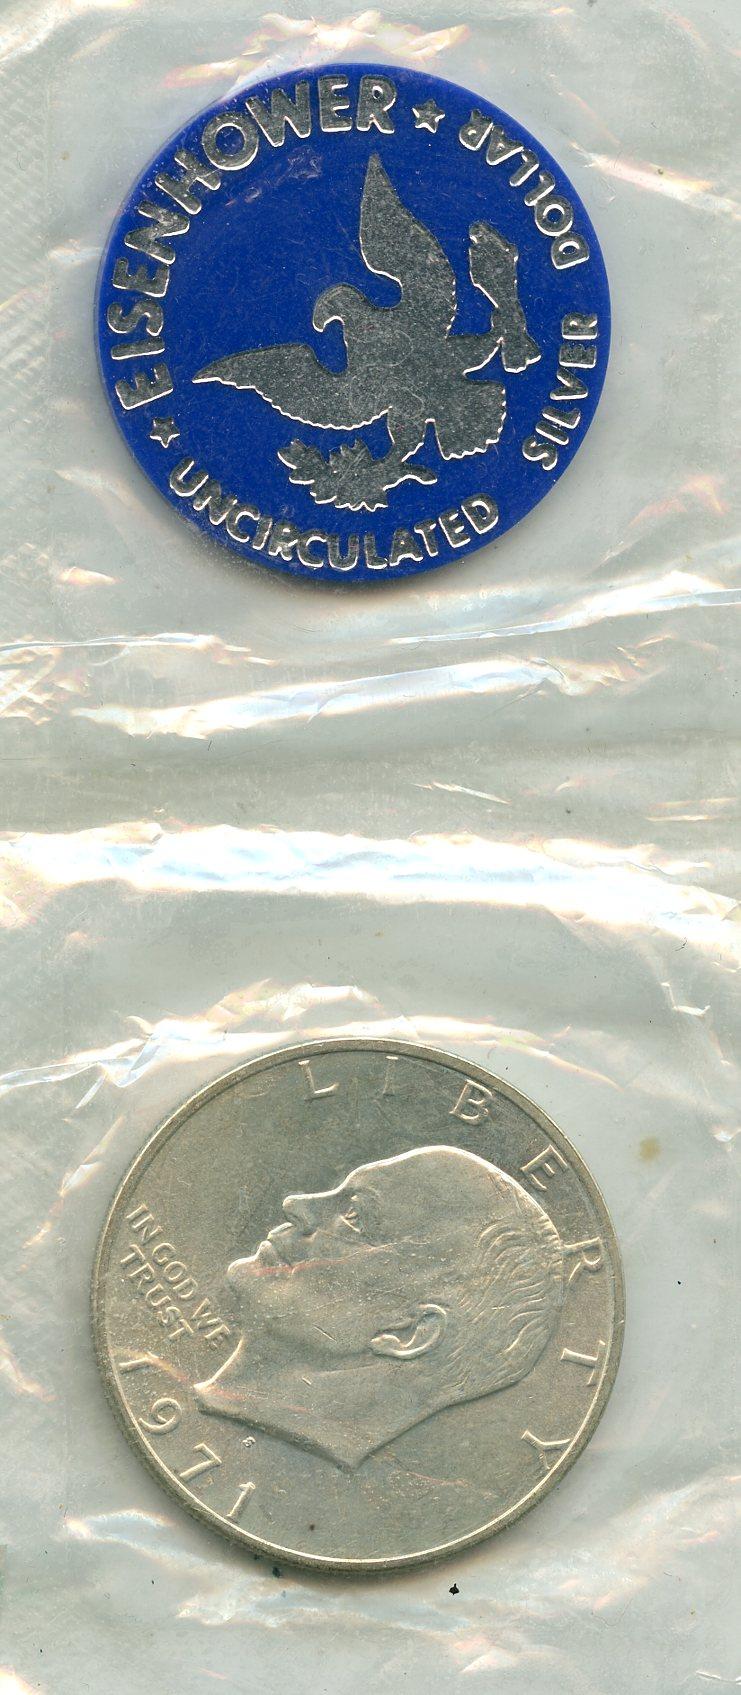 EISENHOWER ★ DOLLAR
★ UNCIRCULATED SILVER
LIBERTY
IN GOD WE
TRUST
S
1971